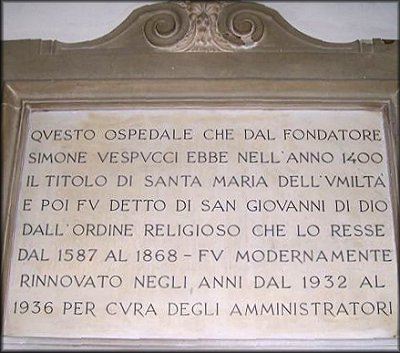 QVESTO OSPEDALE CHE DAL FONDATORE
SIMONE VESPVCCI EBBE NELL'ANNO 1400
IL TITOLO DI SANTA MARIA DELL'VMILTÀ
E POI FV DETTO DI SAN GIOVANNI DI DIO
DALL'ORDINE RELIGIOSO CHE LO RESSE
DAL 1587 AL 1868 - FV MODERNAMENTE
RINNOVATO NEGLI ANNI DAL 1932 AL
1936 PER CVRA DEGLI AMMINISTRATORI